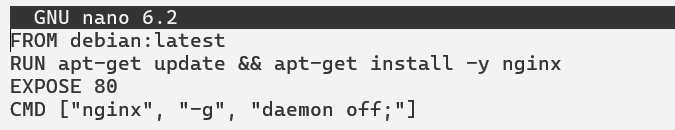 GNU nano 6.2
FROM debian:latest
RUN apt-get update && apt-get install -y nginx
EXPOSE 80
CMD ["nginx", "-g", "daemon off;"]